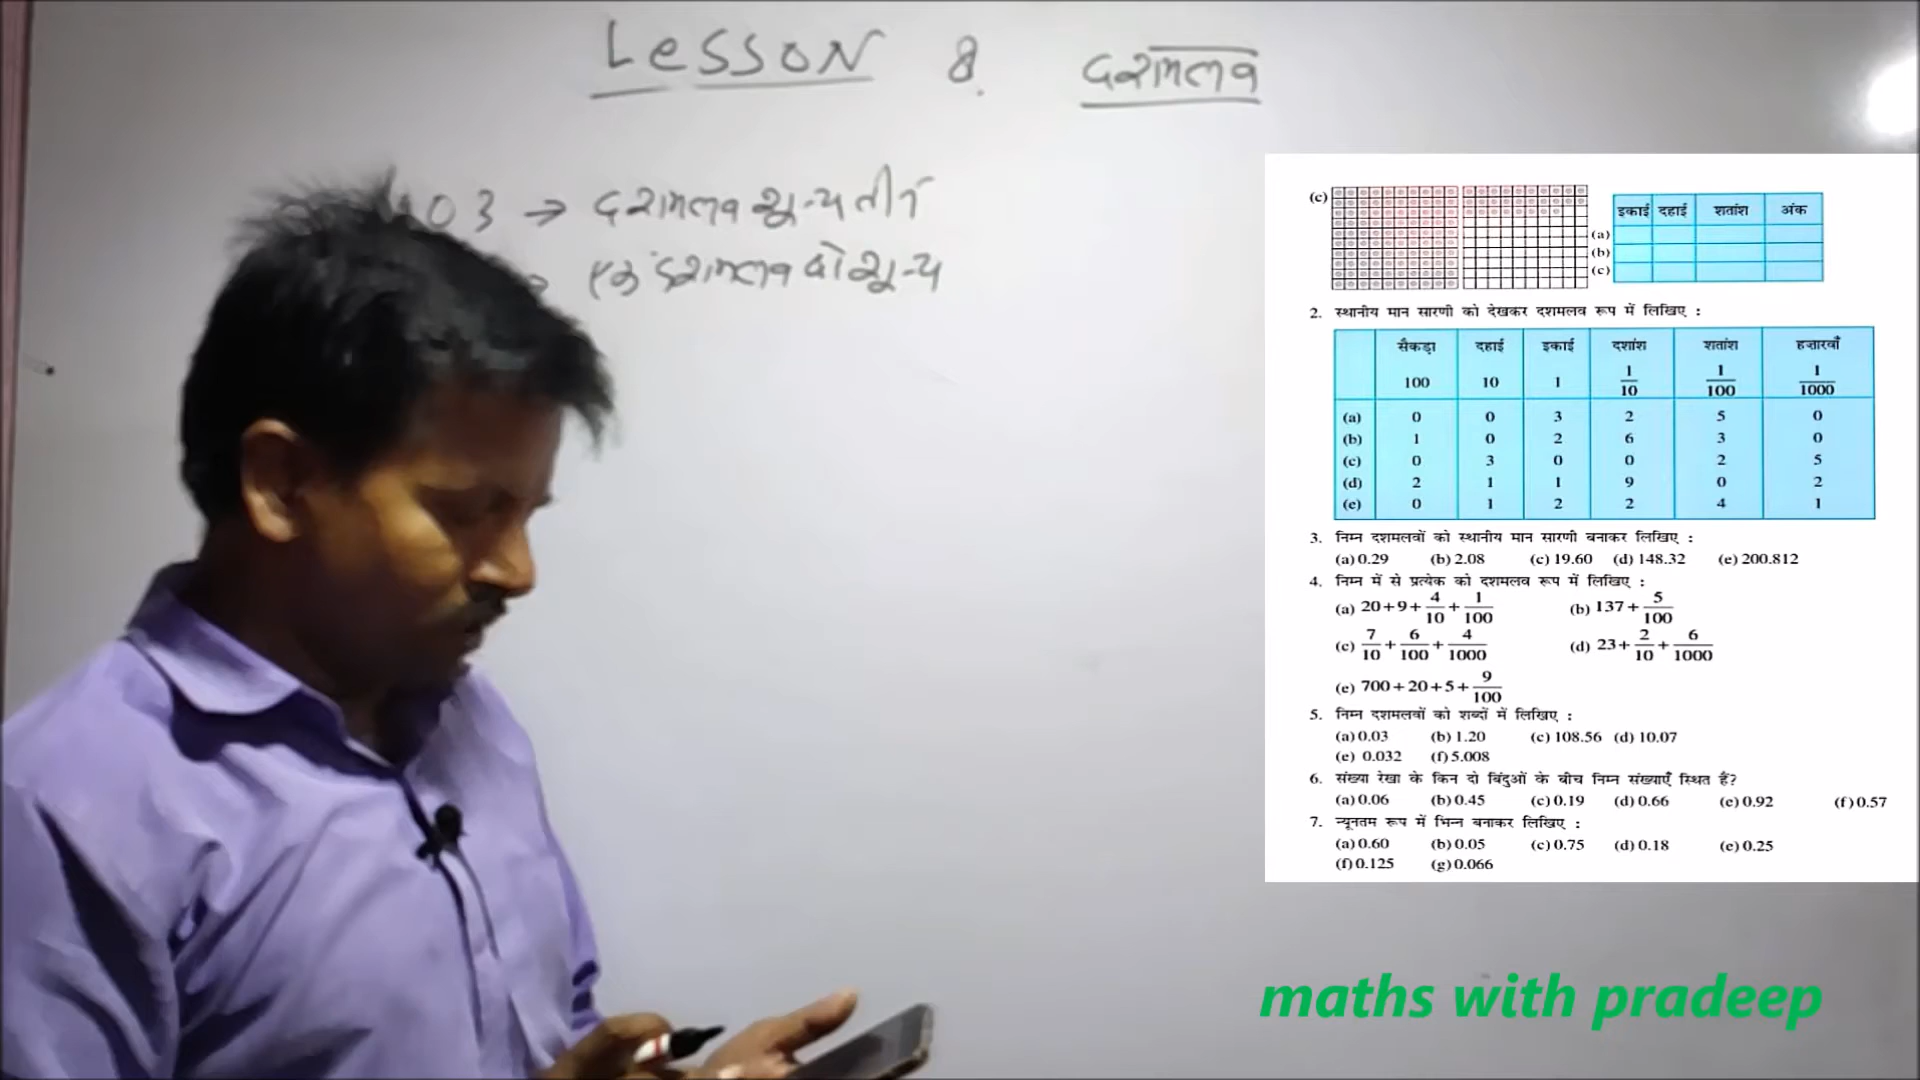 LeSSON 8. दशमलव
03 → दशमलव शून्य तीन
एक दशमलव दो शून्य
(c)
इकाई दहाई शतांश अंक
(a)
(b)
(c)
2. स्थानीय मान सारणी को देखकर दशमलव रूप में लिखिए :
सैकड़ा दहाई इकाई दशांश शतांश हज़ारवाँ
100 10 1 1/10 1/100 1/1000
(a) 0 0 3 2 5 0
(b) 1 0 2 6 3 0
(c) 0 3 0 0 2 5
(d) 2 1 1 9 0 2
(e) 0 1 2 2 4 1
3. निम्न दशमलवों को स्थानीय मान सारणी बनाकर लिखिए :
(a) 0.29 (b) 2.08 (c) 19.60 (d) 148.32 (e) 200.812
4. निम्न में से प्रत्येक को दशमलव रूप में लिखिए :
(a) 20+9+4/10+1/100 (b) 137+5/100
(c) 7/10+6/100+4/1000 (d) 23+2/10+6/1000
(e) 700+20+5+9/100
5. निम्न दशमलवों को शब्दों में लिखिए :
(a) 0.03 (b) 1.20 (c) 108.56 (d) 10.07
(e) 0.032 (f) 5.008
6. संख्या रेखा के किन दो बिंदुओं के बीच निम्न संख्याएँ स्थित हैं?
(a) 0.06 (b) 0.45 (c) 0.19 (d) 0.66 (e) 0.92 (f) 0.57
7. न्यूनतम रूप में भिन्न बनाकर लिखिए :
(a) 0.60 (b) 0.05 (c) 0.75 (d) 0.18 (e) 0.25
(f) 0.125 (g) 0.066
maths with pradeep